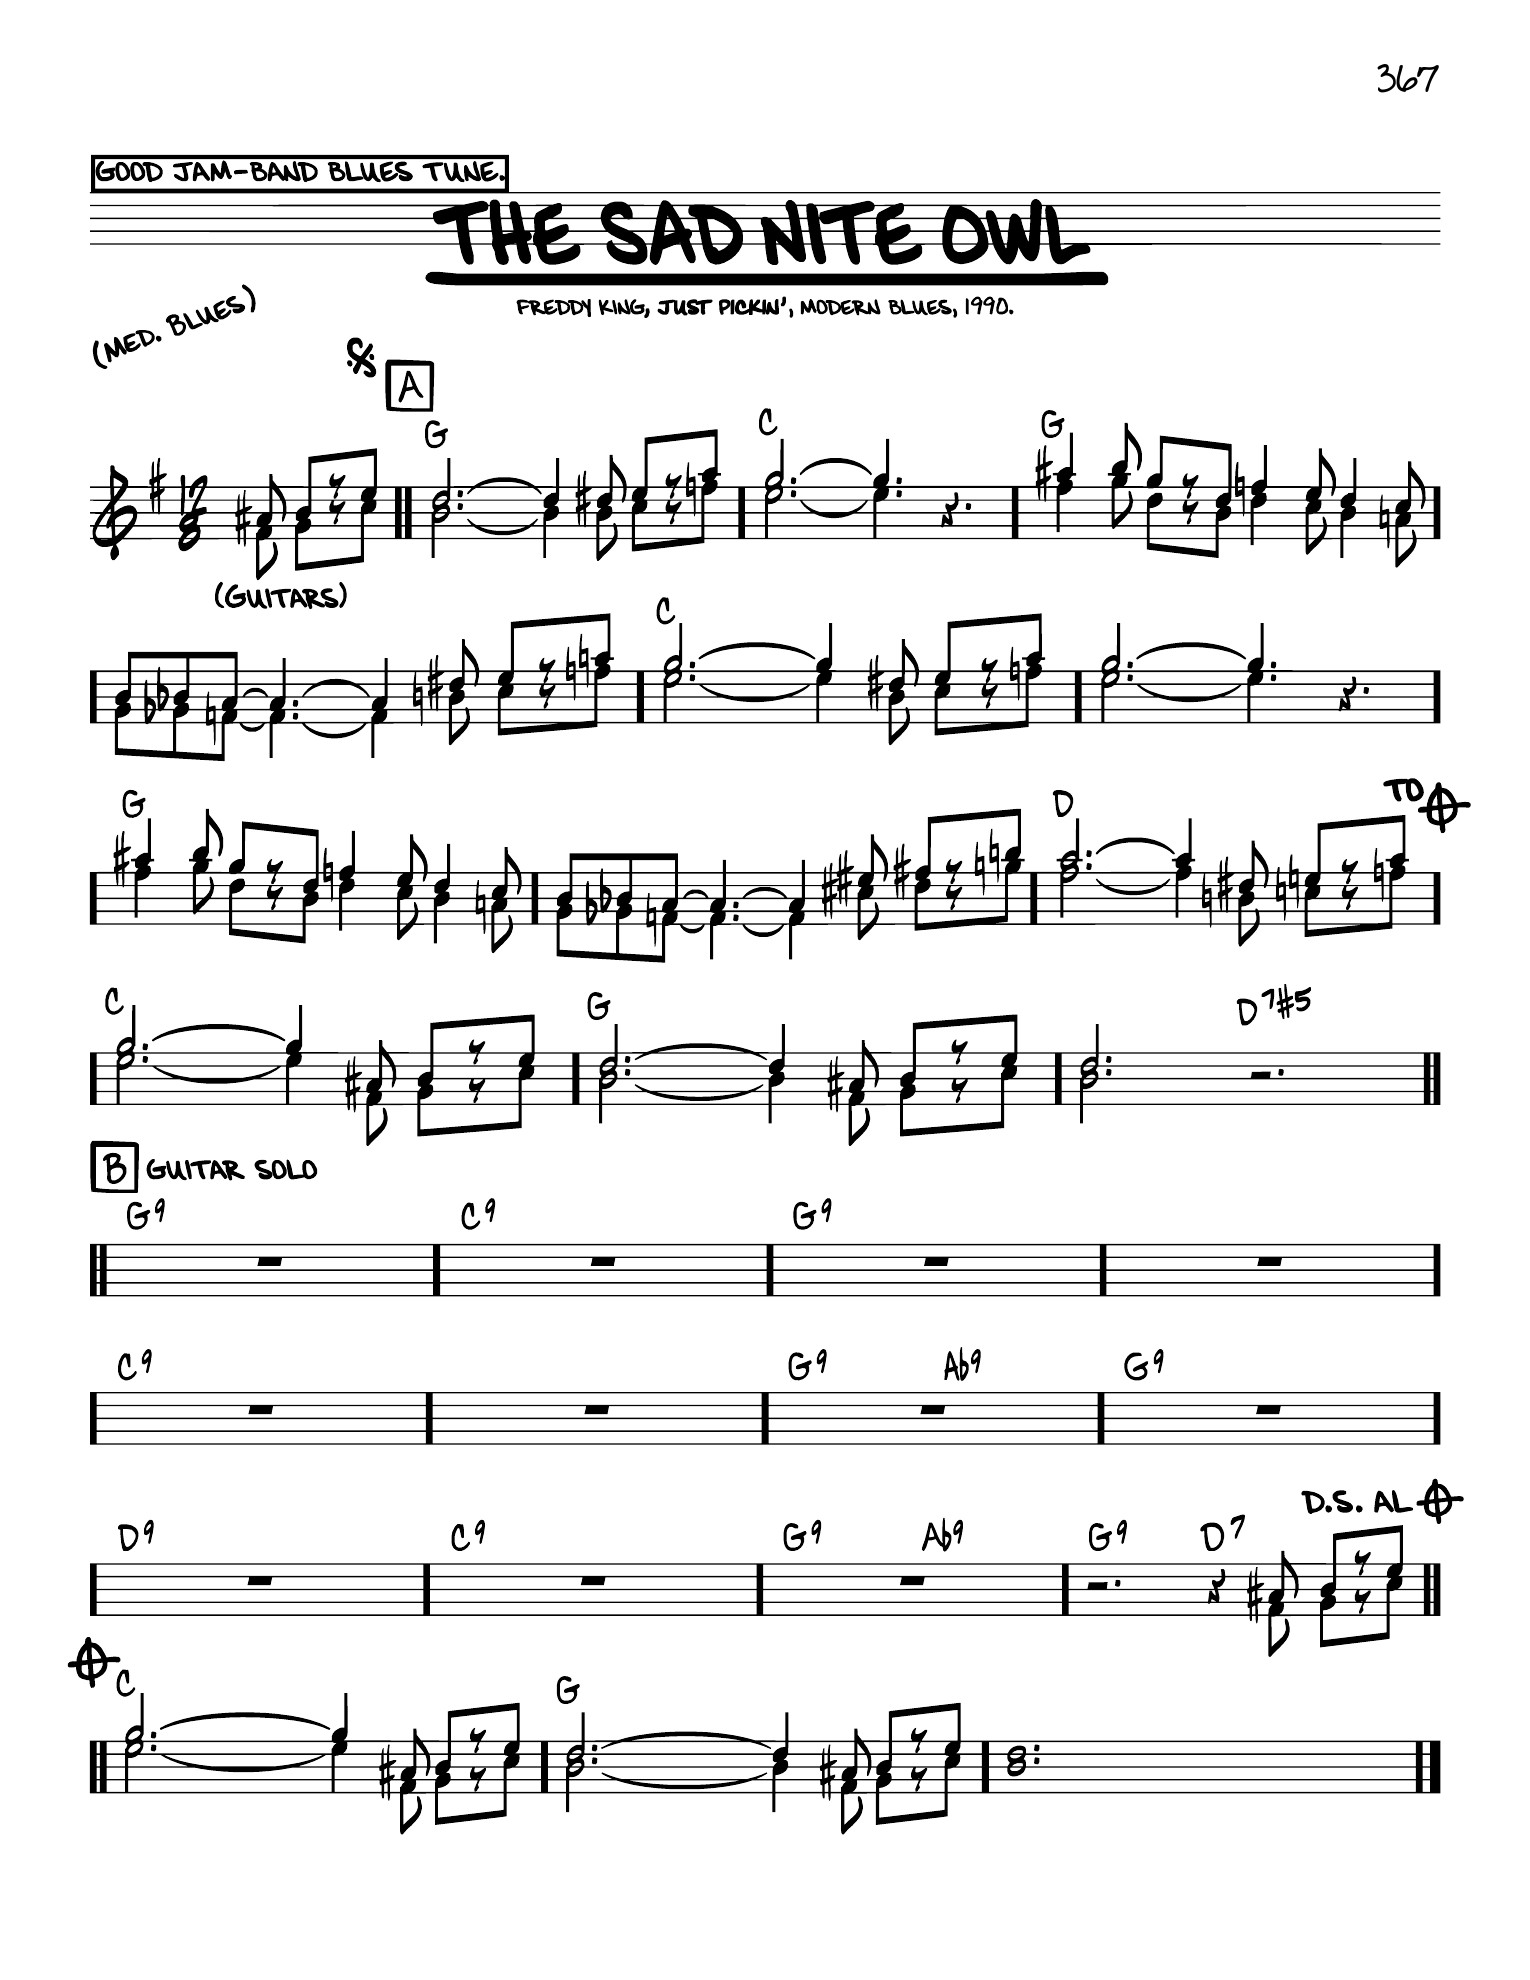 367
GOOD JAM-BAND BLUES TUNE.
THE SAD NITE OWL
FREDDY KING, JUST PICKIN', MODERN BLUES, 1990.
(MED. BLUES)
A
G C G
12
8
(GUITARS)
C
TO
G D
C G D7#5
B GUITAR SOLO
G9 C9 G9
C9 G9 Ab9 G9
D.S. AL
D9 C9 G9 Ab9 G9 D7
C G